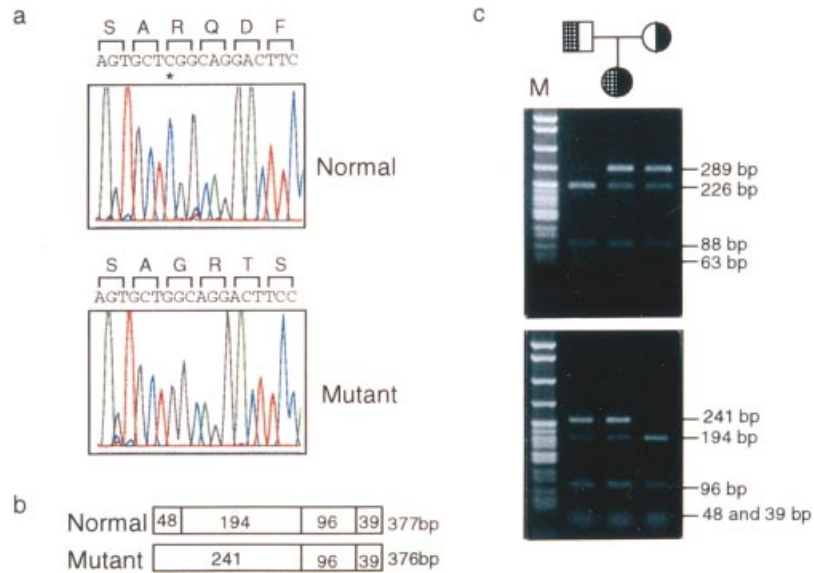 a
S A R Q D F
AGTGCTCGGCAGGACTTC
*
Normal
S A G R T S
AGTGCTGGCAGGACTTCC
Mutant
b
Normal 48 194 96 39 377bp
Mutant 241 96 39 376bp
c
M
289 bp
226 bp
88 bp
63 bp
241 bp
194 bp
96 bp
48 and 39 bp